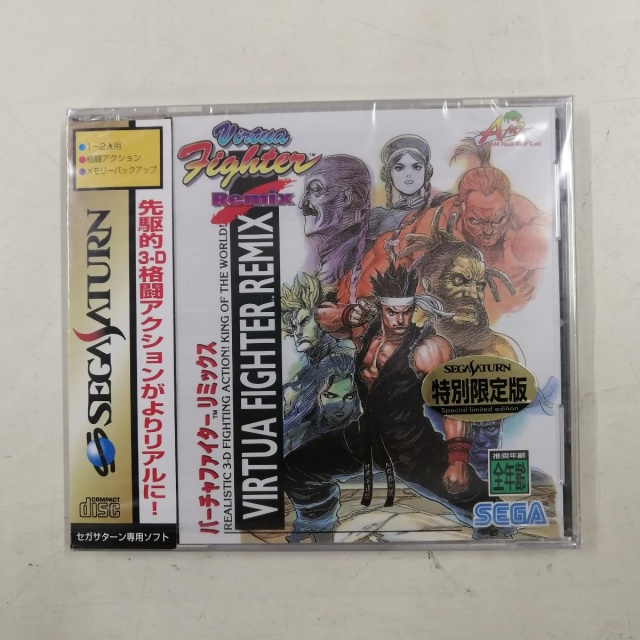 ●1～2人用
●格闘アクション
●メモリーバックアップ
SEGA SATURN
先駆的3-D格闘アクションがよりリアルに!
COMPACT
disc
セガサターン専用ソフト
Virtua
Fighter™
Remix
バーチャファイター™リミックス
REALISTIC 3-D FIGHTING ACTION! KING OF THE WORLD!
VIRTUA FIGHTER REMIX
SEGA SATURN
特別限定版
Special limited edition
推奨年齢
全年齢
SEGA